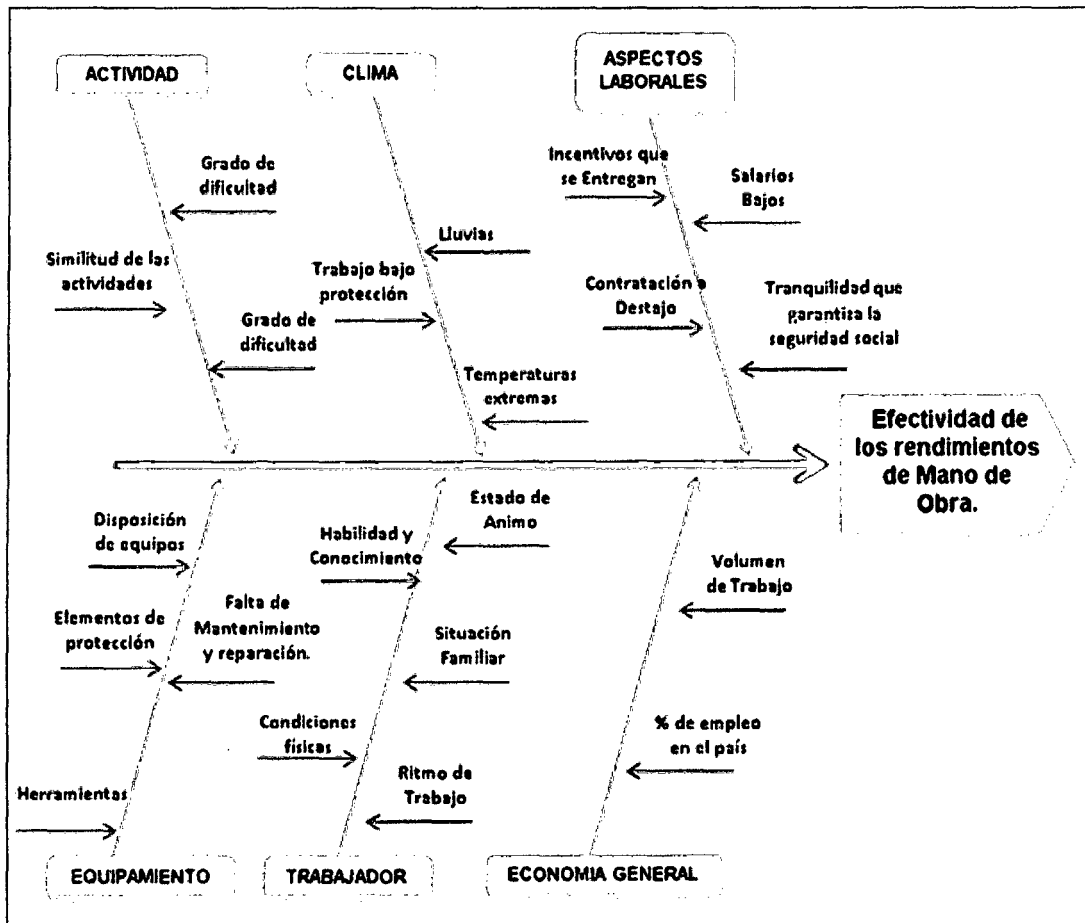 ACTIVIDAD
CLIMA
ASPECTOS
LABORALES
Grado de
dificultad
Similitud de las
actividades
Grado de
dificultad
Lluvias
Trabajo bajo
protección
Temperaturas
extremas
Incentivos que
se Entregan
Salarios
Bajos
Contratación a
Destajo
Tranquilidad que
garantiza la
seguridad social
Efectividad de
los rendimientos
de Mano de
Obra.
Disposición
de equipos
Elementos de
protección
Falta de
Mantenimiento
y reparación.
Herramientas
Estado de
Animo
Habilidad y
Conocimiento
Situación
Familiar
Condiciones
físicas
Ritmo de
Trabajo
Volumen
de Trabajo
% de empleo
en el país
EQUIPAMIENTO
TRABAJADOR
ECONOMIA GENERAL